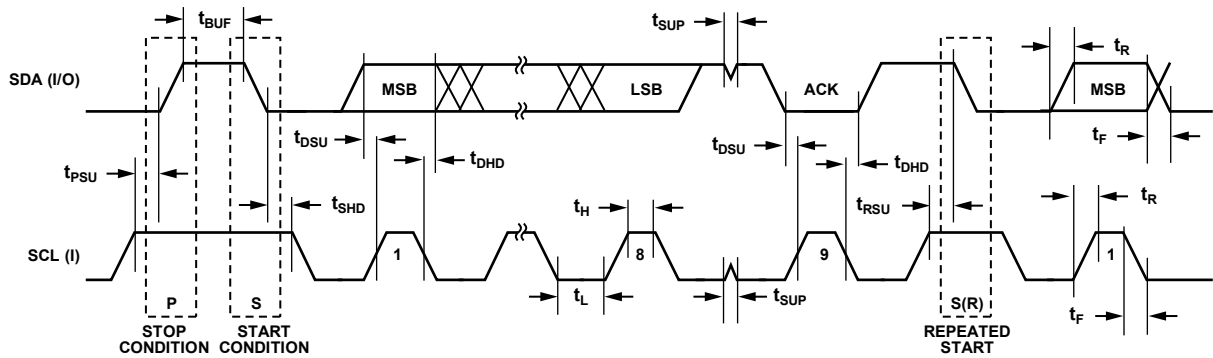 tBUF
tSUP
tR
SDA (I/O)
MSB
LSB
ACK
MSB
tF
tDSU
tDHD
tDSU
tDHD
tPSU
tSHD
tH
tRSU
tR
SCL (I)
1
8
9
1
tL
tSUP
tF
P
S
S(R)
STOP
CONDITION
START
CONDITION
REPEATED
START